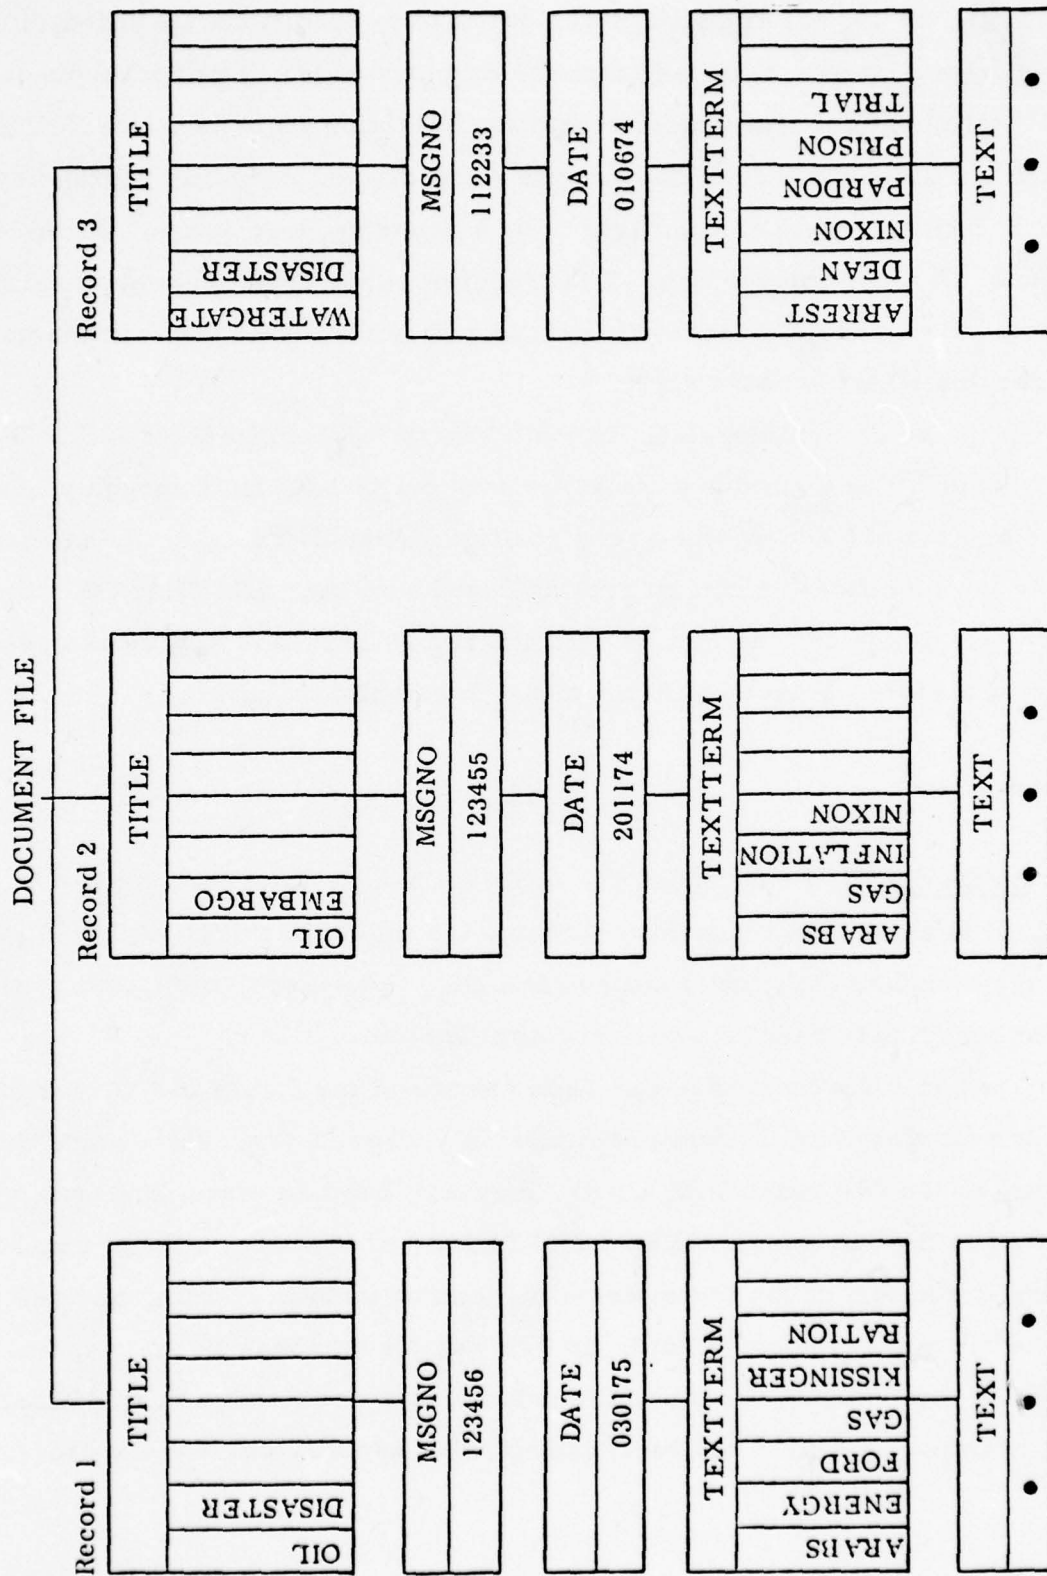 DOCUMENT FILE
Record 1
TITLE
OIL
DISASTER
MSGNO
123456
DATE
030175
TEXTTERM
ARABS
ENERGY
FORD
GAS
KISSINGER
RATION
TEXT
Record 2
TITLE
OIL
EMBARGO
MSGNO
123455
DATE
201174
TEXTTERM
ARABS
GAS
INFLATION
NIXON
TEXT
Record 3
TITLE
WATERGATE
DISASTER
MSGNO
112233
DATE
010674
TEXTTERM
ARREST
DEAN
NIXON
PARDON
PRISON
TRIAL
TEXT